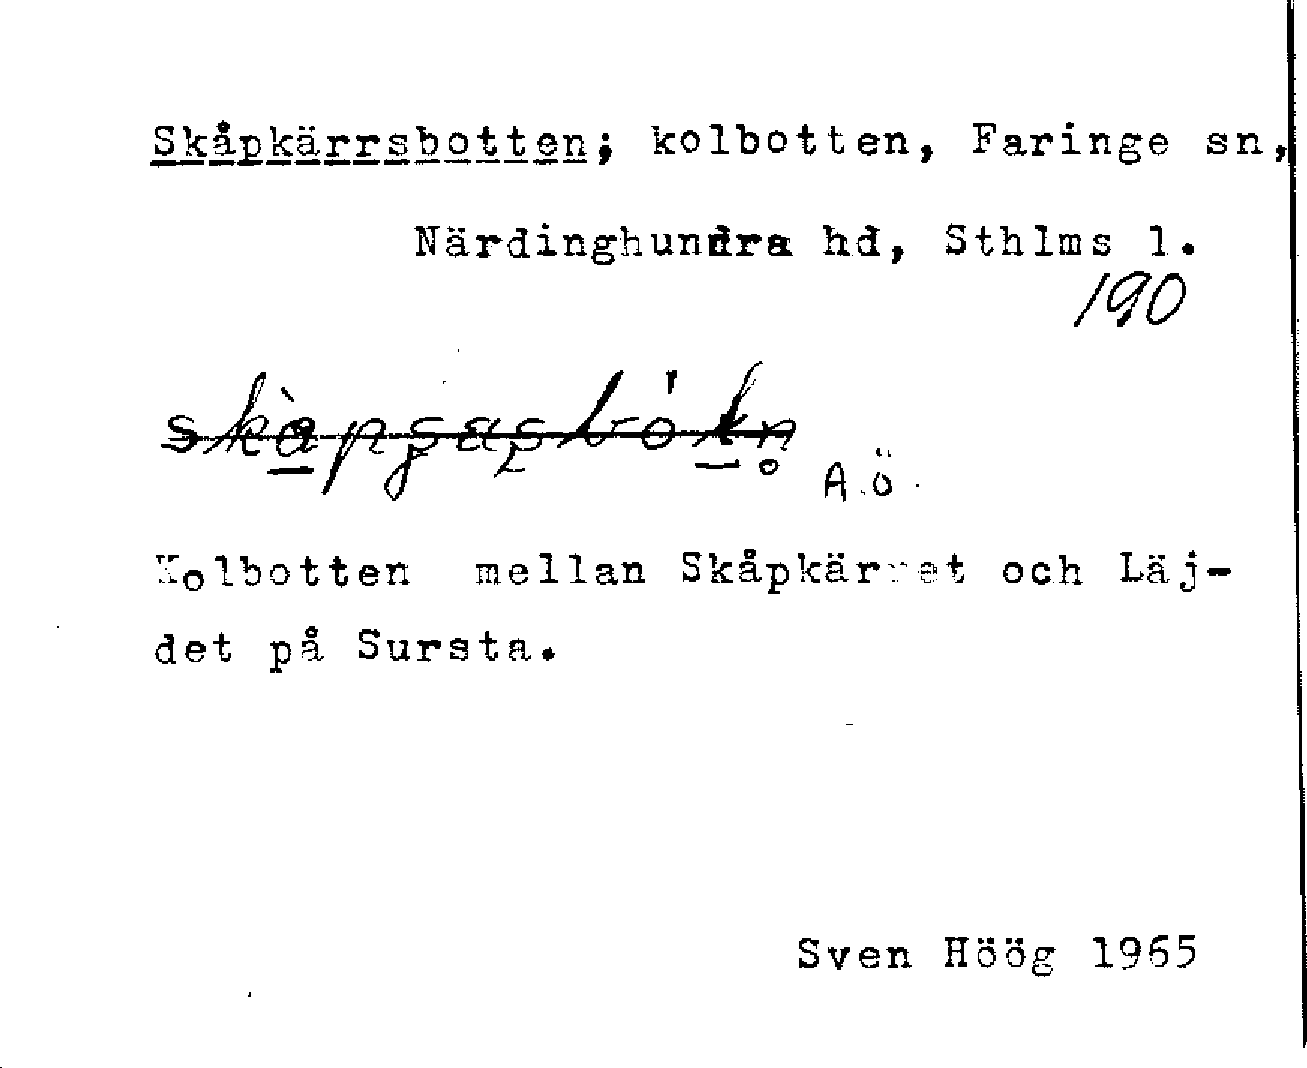 Skåpkärrsbotten; kolbotten, Faringe sn,
Närdinghundra hd, Sthlms l.
190
A.ö.
Kolbotten mellan Skåpkärret och Läj-
det på Sursta.
Sven Höög 1965